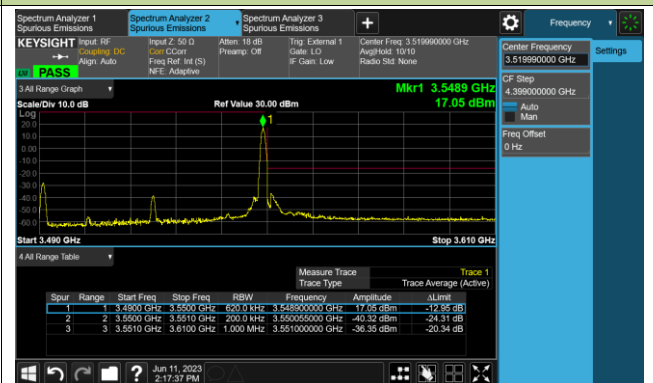 Spectrum Analyzer 1
Spurious Emissions
Spectrum Analyzer 2
Spurious Emissions
Spectrum Analyzer 3
Spurious Emissions
+
Frequency
KEYSIGHT
Input: RF
Coupling: DC
Align: Auto
Input Z: 50 Ω
Corr CCorr
Freq Ref: Int (S)
NFE: Adaptive
Atten: 18 dB
Preamp: Off
Trig: External 1
Gate: LO
IF Gain: Low
Center Freq: 3.519990000 GHz
Avg|Hold: 10/10
Radio Std: None
LXI
PASS
Center Frequency
3.519990000 GHz
Settings
CF Step
4.399000000 GHz
Auto
Man
Freq Offset
0 Hz
3 All Range Graph
Mkr1 3.5489 GHz
17.05 dBm
Scale/Div 10.0 dB
Ref Value 30.00 dBm
Log
20.0
10.0
0.00
-10.0
-20.0
-30.0
-40.0
-50.0
-60.0
1
Start 3.490 GHz
Stop 3.610 GHz
4 All Range Table
Measure Trace Trace 1
Trace Type Trace Average (Active)
Spur Range Start Freq Stop Freq RBW Frequency Amplitude ΔLimit
1 1 3.4900 GHz 3.5500 GHz 620.0 kHz 3.548900000 GHz 17.05 dBm -12.95 dB
2 2 3.5500 GHz 3.5510 GHz 200.0 kHz 3.550055000 GHz -40.32 dBm -24.31 dB
3 3 3.5510 GHz 3.6100 GHz 1.000 MHz 3.551000000 GHz -36.35 dBm -20.34 dB
?
Jun 11, 2023
2:17:37 PM